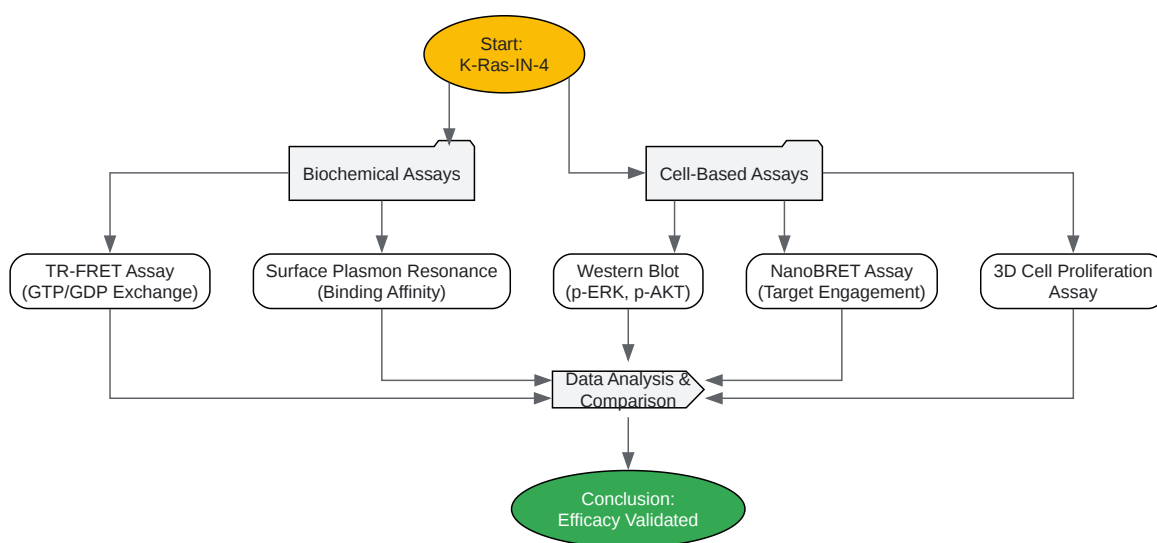 Start:
K-Ras-IN-4
Biochemical Assays
Cell-Based Assays
TR-FRET Assay
(GTP/GDP Exchange)
Surface Plasmon Resonance
(Binding Affinity)
Western Blot
(p-ERK, p-AKT)
NanoBRET Assay
(Target Engagement)
3D Cell Proliferation
Assay
Data Analysis &
Comparison
Conclusion:
Efficacy Validated